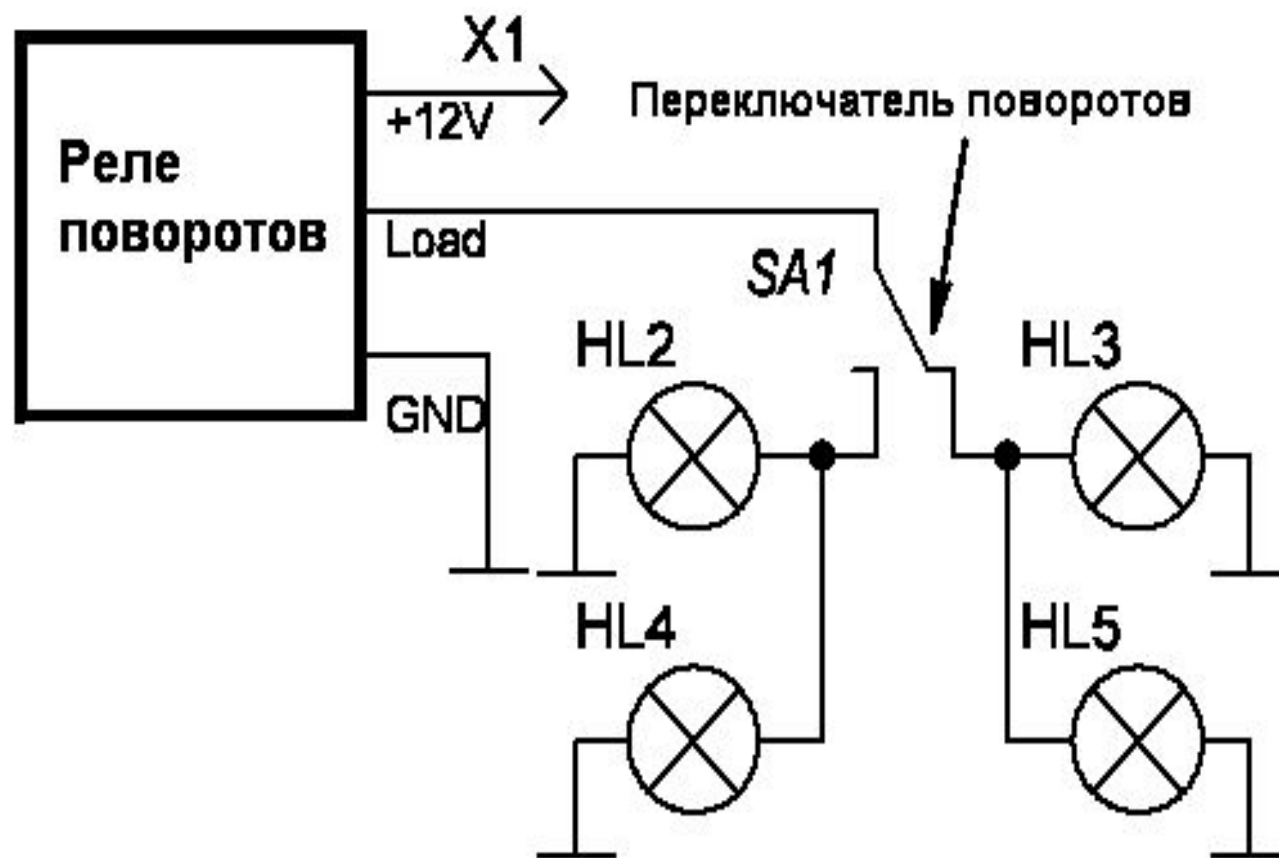 X1
+12V
Переключатель поворотов
Реле
поворотов
Load
SA1
HL2
HL3
GND
HL4
HL5